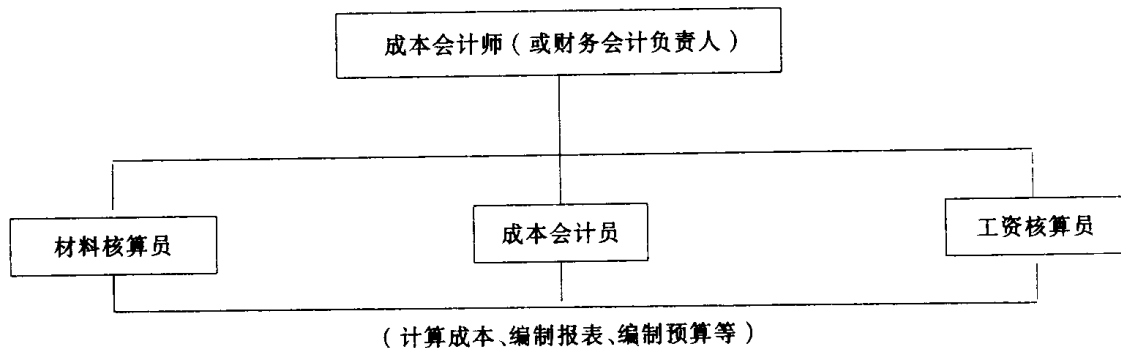 成本会计师（或财务会计负责人）
材料核算员
成本会计员
工资核算员
（计算成本、编制报表、编制预算等）